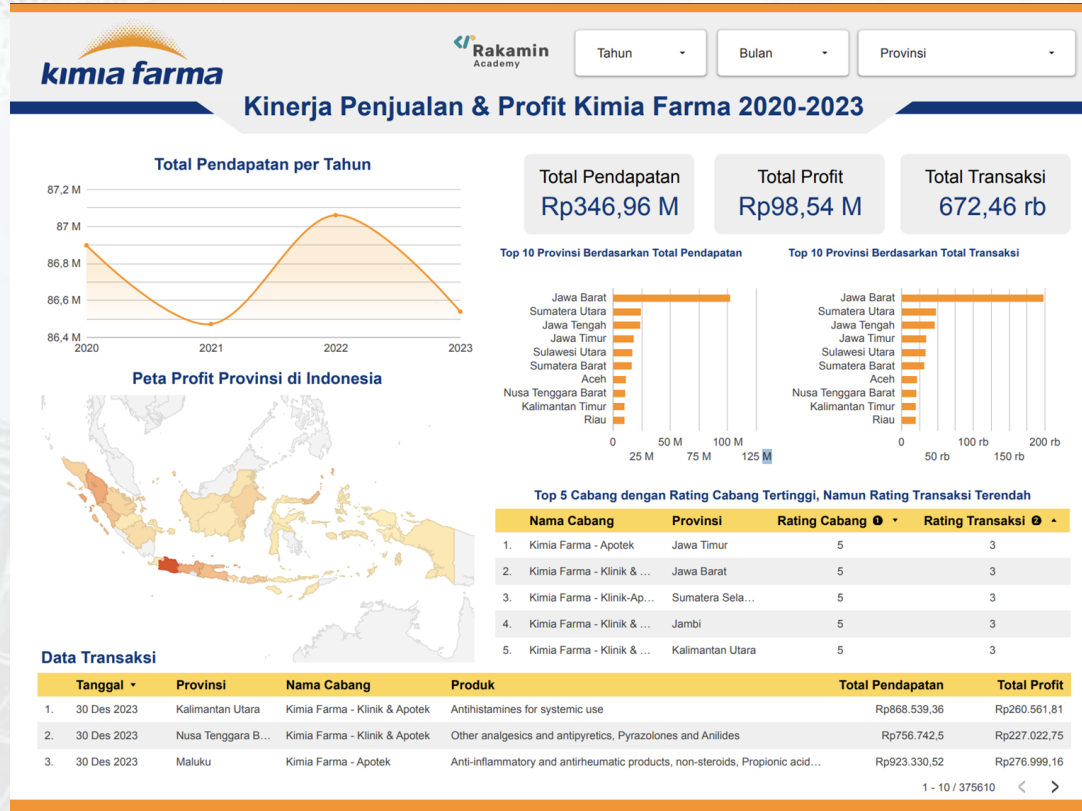 kimia farma
Rakamin
Academy
Tahun
Bulan
Provinsi
Kinerja Penjualan & Profit Kimia Farma 2020-2023
Total Pendapatan per Tahun
87,2 M
87 M
86,8 M
86,6 M
86,4 M
2020 2021 2022 2023
Total Pendapatan
Rp346,96 M
Total Profit
Rp98,54 M
Total Transaksi
672,46 rb
Top 10 Provinsi Berdasarkan Total Pendapatan
Jawa Barat
Sumatera Utara
Jawa Tengah
Jawa Timur
Sulawesi Utara
Sumatera Barat
Aceh
Nusa Tenggara Barat
Kalimantan Timur
Riau
0 50 M 100 M
25 M 75 M 125 M
Top 10 Provinsi Berdasarkan Total Transaksi
Jawa Barat
Sumatera Utara
Jawa Tengah
Jawa Timur
Sulawesi Utara
Sumatera Barat
Aceh
Nusa Tenggara Barat
Kalimantan Timur
Riau
0 100 rb 200 rb
50 rb 150 rb
Peta Profit Provinsi di Indonesia
Top 5 Cabang dengan Rating Cabang Tertinggi, Namun Rating Transaksi Terendah
Nama Cabang Provinsi Rating Cabang 1 Rating Transaksi 2
1. Kimia Farma - Apotek Jawa Timur 5 3
2. Kimia Farma - Klinik & ... Jawa Barat 5 3
3. Kimia Farma - Klinik-Ap... Sumatera Sela... 5 3
4. Kimia Farma - Klinik & ... Jambi 5 3
5. Kimia Farma - Klinik & ... Kalimantan Utara 5 3
Data Transaksi
Tanggal Provinsi Nama Cabang Produk Total Pendapatan Total Profit
1. 30 Des 2023 Kalimantan Utara Kimia Farma - Klinik & Apotek Antihistamines for systemic use Rp868.539,36 Rp260.561,81
2. 30 Des 2023 Nusa Tenggara B... Kimia Farma - Klinik & Apotek Other analgesics and antipyretics, Pyrazolones and Anilides Rp756.742,5 Rp227.022,75
3. 30 Des 2023 Maluku Kimia Farma - Apotek Anti-inflammatory and antirheumatic products, non-steroids, Propionic acid... Rp923.330,52 Rp276.999,16
1 - 10 / 375610